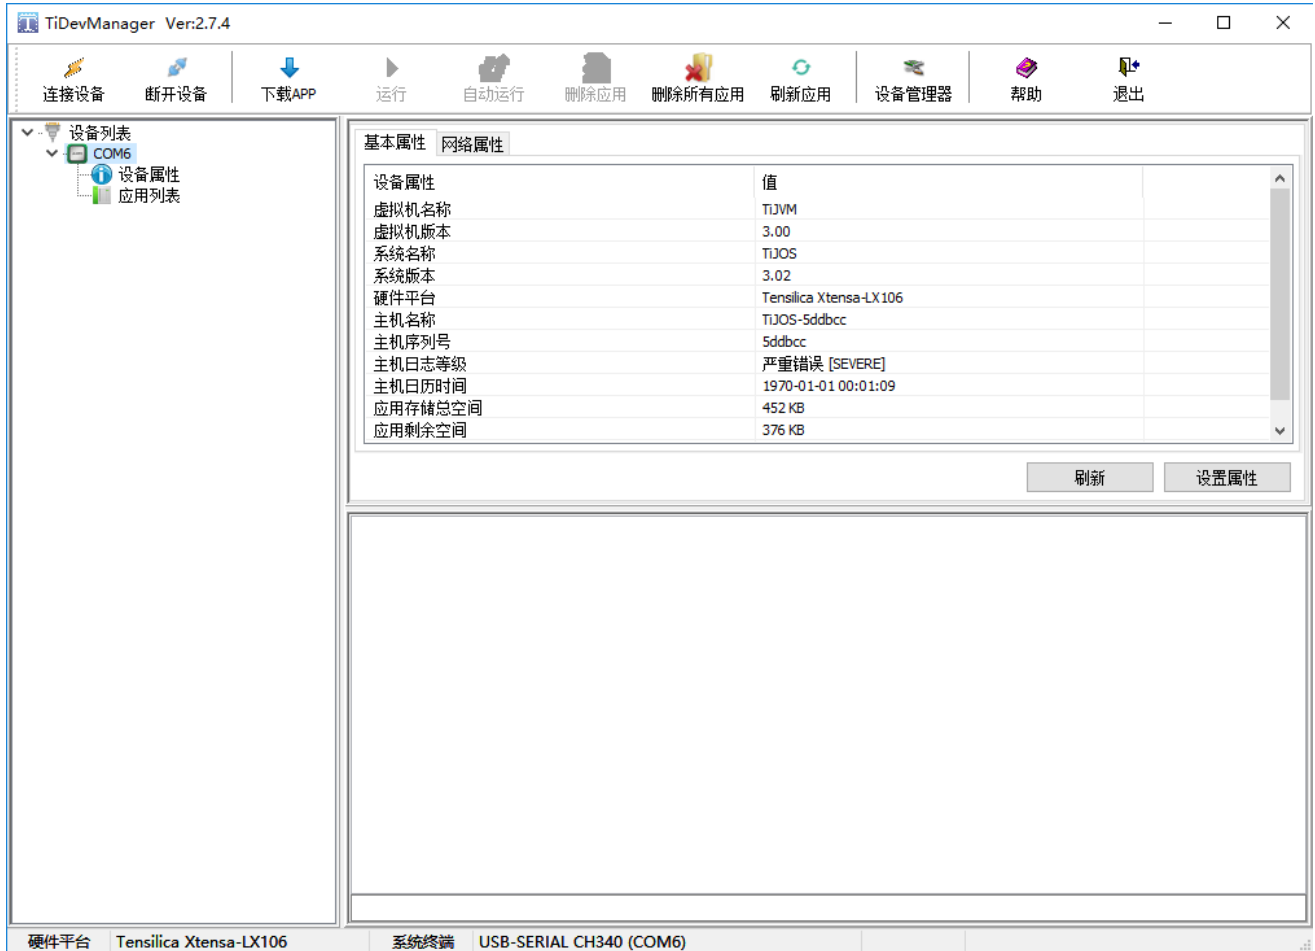 TiDevManager Ver:2.7.4
连接设备 断开设备 下载APP 运行 自动运行 删除应用 删除所有应用 刷新应用 设备管理器 帮助 退出
设备列表
COM6
设备属性
应用列表
基本属性 网络属性
设备属性 值
虚拟机名称 TiJVM
虚拟机版本 3.00
系统名称 TiJOS
系统版本 3.02
硬件平台 Tensilica Xtensa-LX106
主机名称 TiJOS-5ddbcc
主机序列号 5ddbcc
主机日志等级 严重错误 [SEVERE]
主机日历时间 1970-01-01 00:01:09
应用存储总空间 452 KB
应用剩余空间 376 KB
刷新 设置属性
硬件平台 Tensilica Xtensa-LX106 系统终端 USB-SERIAL CH340 (COM6)